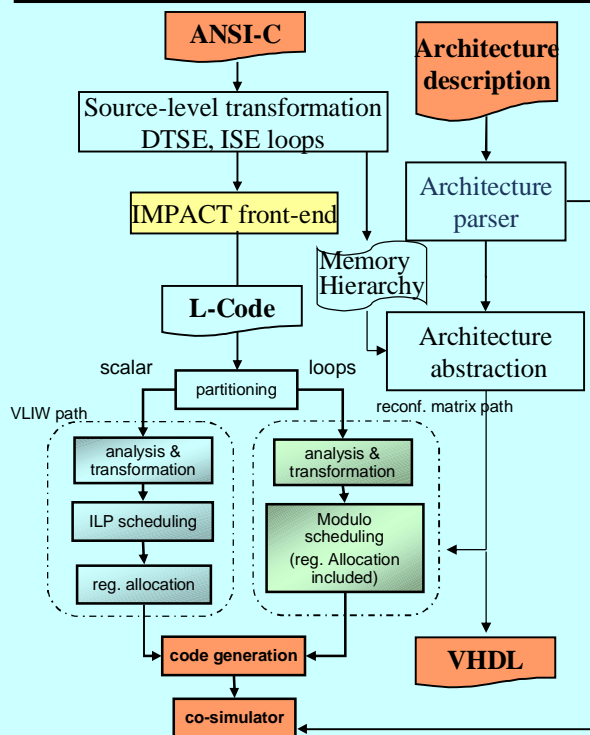 ANSI-C
Architecture
description
Source-level transformation
DTSE, ISE loops
Architecture
parser
IMPACT front-end
Memory
Hierarchy
L-Code
Architecture
abstraction
scalar
loops
partitioning
VLIW path
reconf. matrix path
analysis &
transformation
analysis &
transformation
ILP scheduling
Modulo
scheduling
(reg. Allocation
included)
reg. allocation
code generation
VHDL
co-simulator